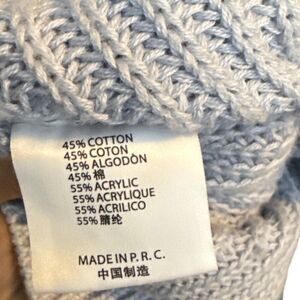 45% COTTON
45% COTON
45% ALGODÓN
45% 棉
55% ACRYLIC
55% ACRYLIQUE
55% ACRILICO
55% 腈纶
MADE IN P. R. C.
中国制造